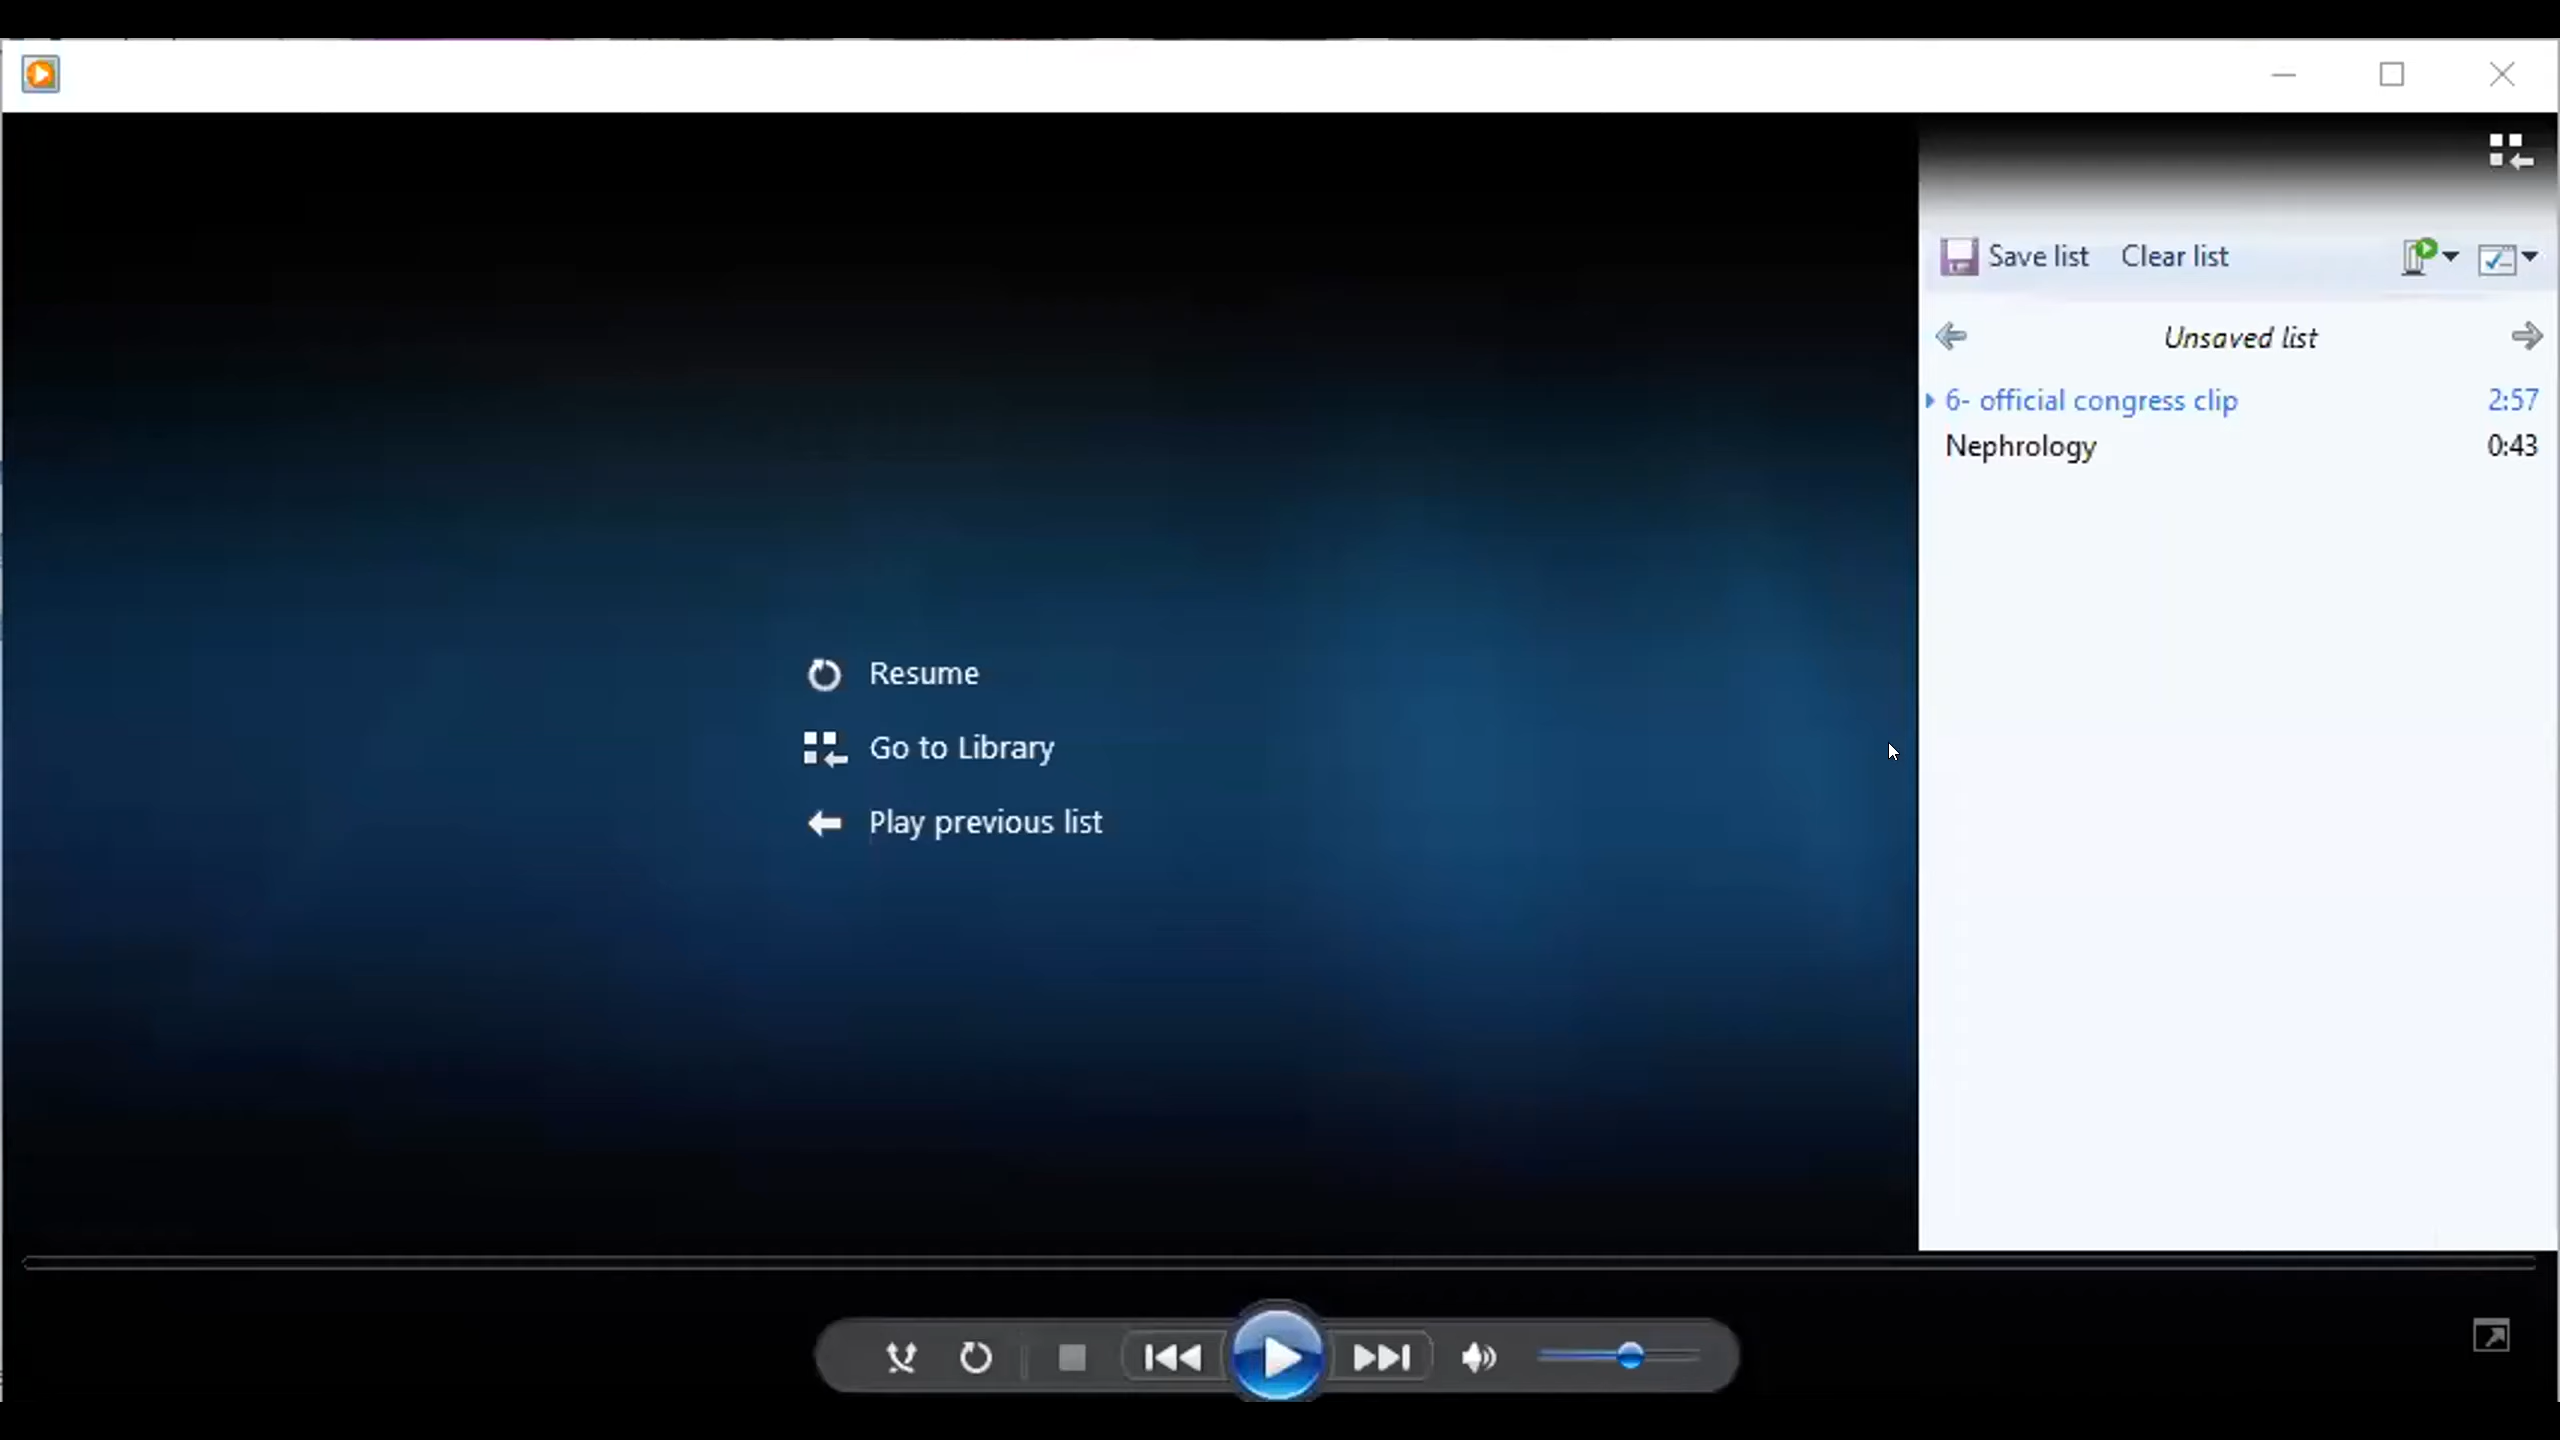 Save list Clear list
Unsaved list
6- official congress clip 2:57
Nephrology 0:43
Resume
Go to Library
Play previous list